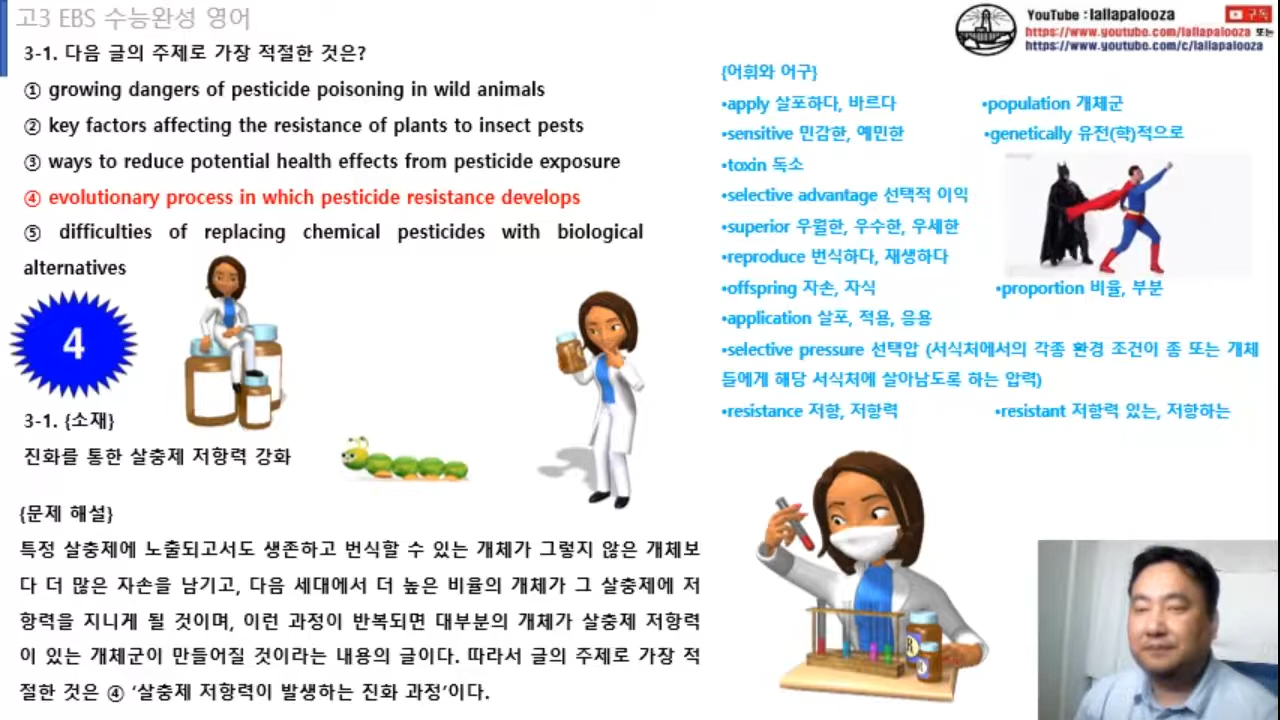 고3 EBS 수능완성 영어
YouTube : lallapalooza
구독
https://www.youtube.com/lallapalooza 또는
https://www.youtube.com/c/lallapalooza
3-1. 다음 글의 주제로 가장 적절한 것은?
① growing dangers of pesticide poisoning in wild animals
② key factors affecting the resistance of plants to insect pests
③ ways to reduce potential health effects from pesticide exposure
④ evolutionary process in which pesticide resistance develops
⑤ difficulties of replacing chemical pesticides with biological
alternatives
4
3-1. {소재}
진화를 통한 살충제 저항력 강화
{문제 해설}
특정 살충제에 노출되고서도 생존하고 번식할 수 있는 개체가 그렇지 않은 개체보
다 더 많은 자손을 남기고, 다음 세대에서 더 높은 비율의 개체가 그 살충제에 저
항력을 지니게 될 것이며, 이런 과정이 반복되면 대부분의 개체가 살충제 저항력
이 있는 개체군이 만들어질 것이라는 내용의 글이다. 따라서 글의 주제로 가장 적
절한 것은 ④ ‘살충제 저항력이 발생하는 진화 과정’이다.
{어휘와 어구}
•apply 살포하다, 바르다 •population 개체군
•sensitive 민감한, 예민한 •genetically 유전(학)적으로
•toxin 독소
•selective advantage 선택적 이익
•superior 우월한, 우수한, 우세한
•reproduce 번식하다, 재생하다
•offspring 자손, 자식 •proportion 비율, 부분
•application 살포, 적용, 응용
•selective pressure 선택압 (서식처에서의 각종 환경 조건이 종 또는 개체
들에게 해당 서식처에 살아남도록 하는 압력)
•resistance 저항, 저항력 •resistant 저항력 있는, 저항하는